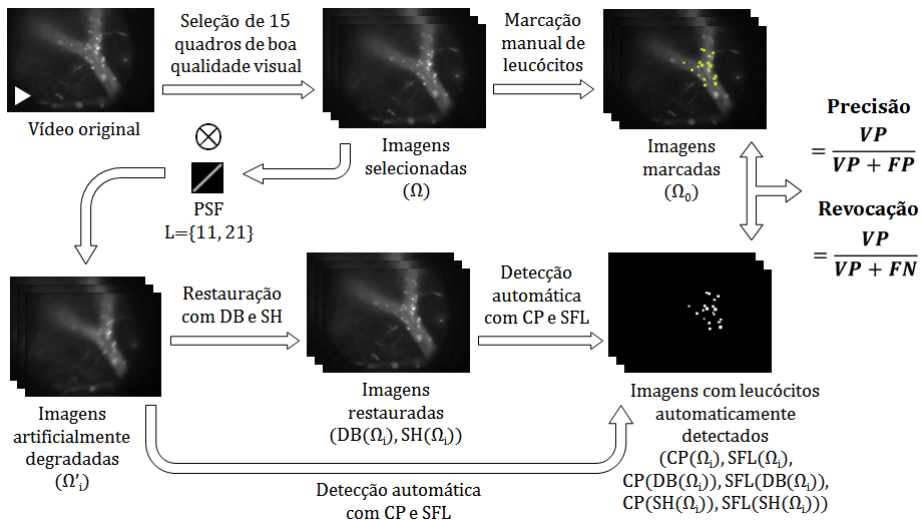 Seleção de 15
quadros de boa
qualidade visual
Marcação
manual de
leucócitos
Vídeo original
Imagens
selecionadas
(Ω)
Imagens
marcadas
(Ω₀)
Precisão
= VP
VP + FP
Revocação
= VP
VP + FN
PSF
L={11, 21}
Restauração
com DB e SH
Detecção
automática
com CP e SFL
Imagens
artificialmente
degradadas
(Ω'ᵢ)
Imagens
restauradas
(DB(Ωᵢ), SH(Ωᵢ))
Imagens com leucócitos
automaticamente
detectados
(CP(Ωᵢ), SFL(Ωᵢ),
CP(DB(Ωᵢ)), SFL(DB(Ωᵢ)),
CP(SH(Ωᵢ)), SFL(SH(Ωᵢ)))
Detecção automática
com CP e SFL